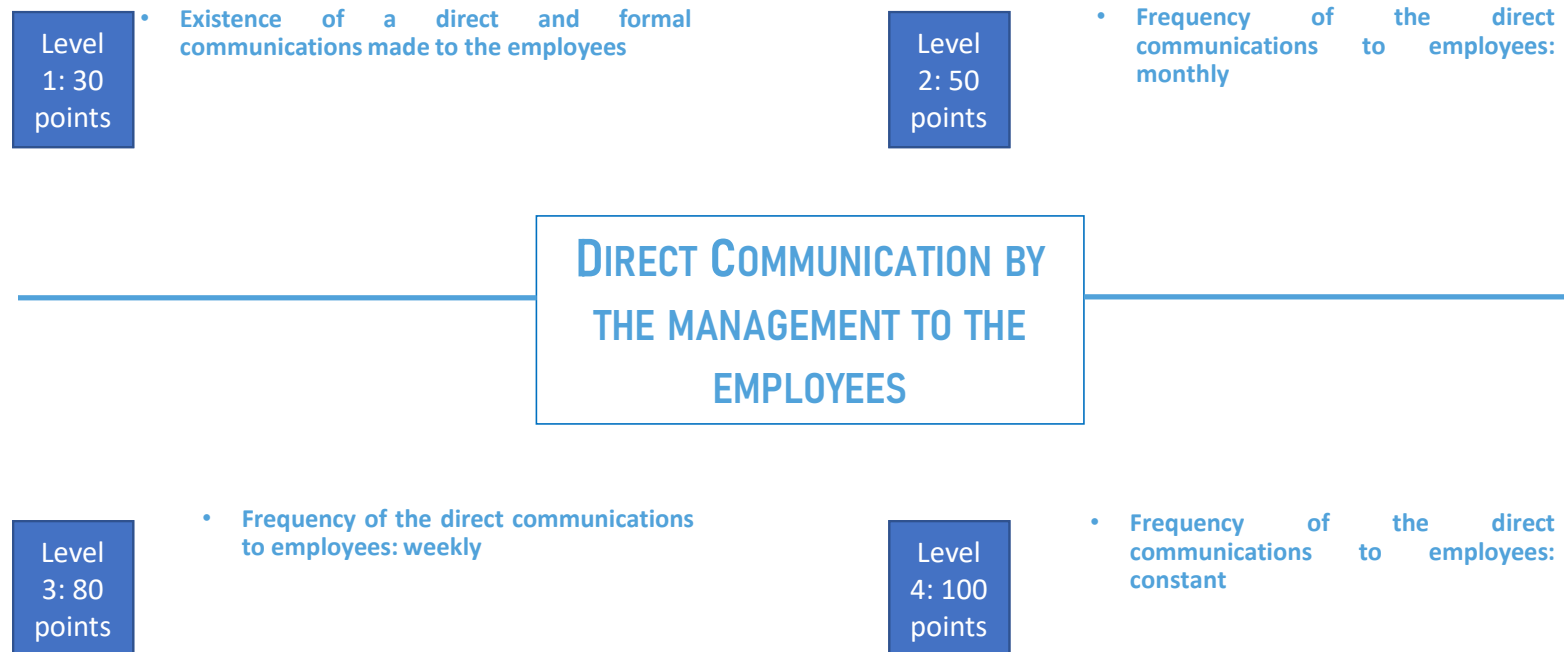 Level
1: 30
points
• Existence of a direct and formal
communications made to the employees
Level
2: 50
points
• Frequency of the direct
communications to employees:
monthly
DIRECT COMMUNICATION BY
THE MANAGEMENT TO THE
EMPLOYEES
Level
3: 80
points
• Frequency of the direct communications
to employees: weekly
Level
4: 100
points
• Frequency of the direct
communications to employees:
constant